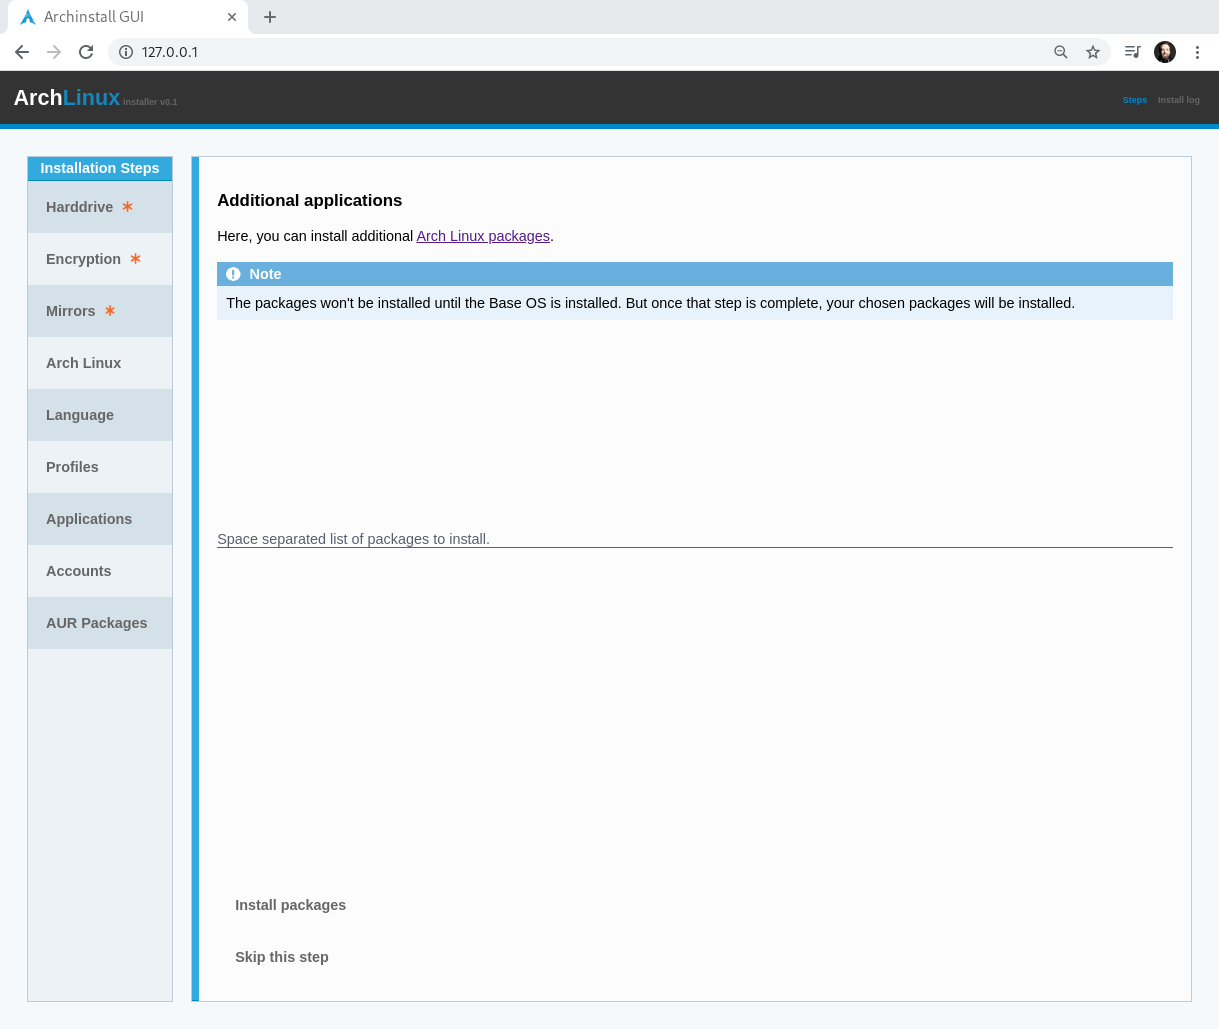 Archinstall GUI
127.0.0.1
ArchLinux installer v0.1
Steps Install log
Installation Steps
Harddrive *
Encryption *
Mirrors *
Arch Linux
Language
Profiles
Applications
Accounts
AUR Packages
Additional applications
Here, you can install additional Arch Linux packages.
Note
The packages won't be installed until the Base OS is installed. But once that step is complete, your chosen packages will be installed.
Space separated list of packages to install.
Install packages
Skip this step